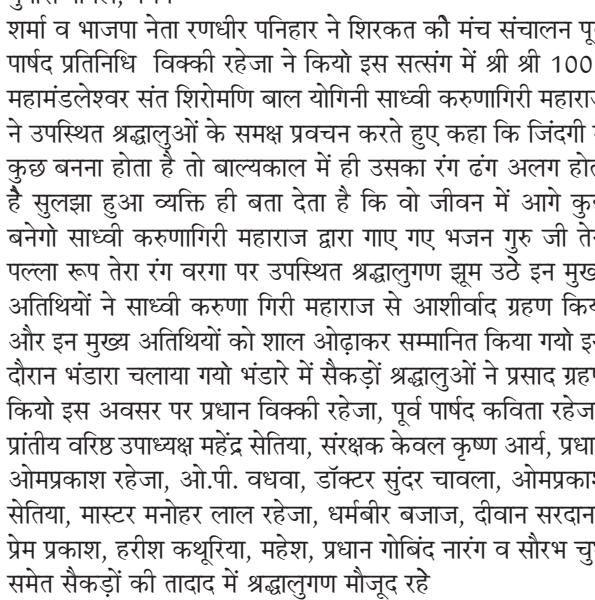 शर्मा व भाजपा नेता रणधीर पनिहार ने शिरकत कीे मंच संचालन
पार्षद प्रतिनिधि विक्की रहेजा ने कियाे इस सत्संग में श्री श्री 100
महामंडलेश्वर संत शिरोमणि बाल योगिनी साध्वी करुणागिरी महाराज
ने उपस्थित श्रद्धालुओं के समक्ष प्रवचन करते हुए कहा कि जिंदगी
कुछ बनना होता है तो बाल्यकाल में ही उसका रंग ढंग अलग होत
हैे सुलझा हुआ व्यक्ति ही बता देता है कि वो जीवन में आगे
बनेगाे साध्वी करुणागिरी महाराज द्वारा गाए गए भजन गुरु जी
पल्ला रूप तेरा रंग वरगा पर उपस्थित श्रद्धालुगण झूम उठेे इन मुख्
अतिथियों ने साध्वी करुणा गिरी महाराज से आशीर्वाद ग्रहण किय
और इन मुख्य अतिथियों को शाल ओढ़ाकर सम्मानित किया गयाे
दौरान भंडारा चलाया गयाे भंडारे में सैकड़ों श्रद्धालुओं ने प्रसाद ग्रह
कियाे इस अवसर पर प्रधान विक्की रहेजा, पूर्व पार्षद कविता रहेजा
प्रांतीय वरिष्ठ उपाध्यक्ष महेंद्र सेतिया, संरक्षक केवल कृष्ण आर्य, प्रधा
ओमप्रकाश रहेजा, ओ.पी. वधवा, डॉक्टर सुंदर चावला, ओमप्रका
सेतिया, मास्टर मनोहर लाल रहेजा, धर्मबीर बजाज, दीवान सरदान
प्रेम प्रकाश, हरीश कथूरिया, महेश, प्रधान गोबिंद नारंग व सौरभ
समेत सैकड़ों की तादाद में श्रद्धालुगण मौजूद रहेे